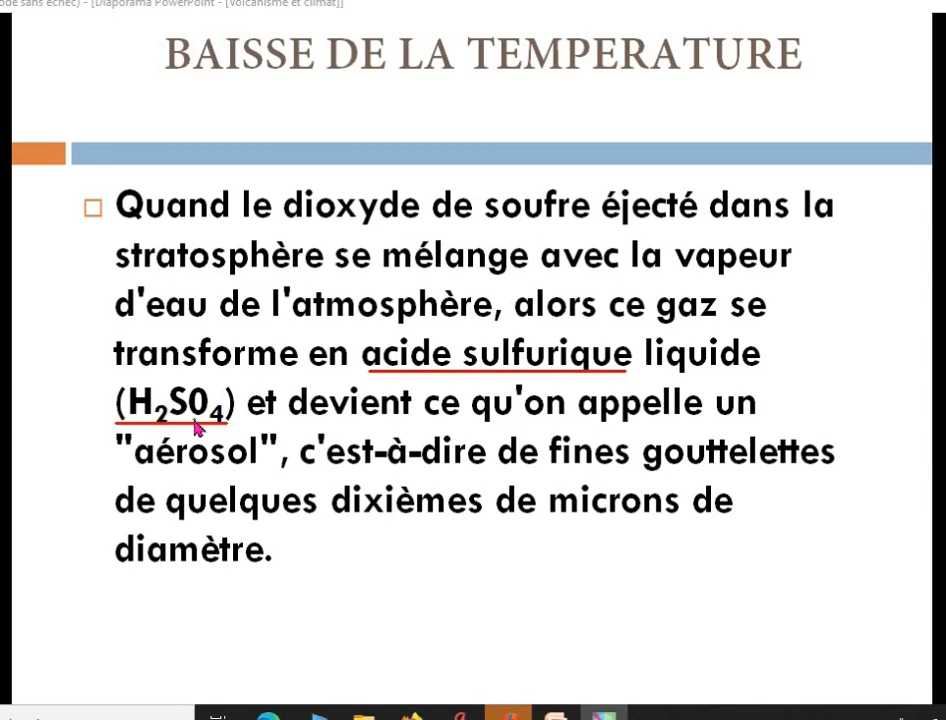 ode sans échec) - [Diaporama PowerPoint - [Volcanisme et climat]]
BAISSE DE LA TEMPERATURE
Quand le dioxyde de soufre éjecté dans la
stratosphère se mélange avec la vapeur
d'eau de l'atmosphère, alors ce gaz se
transforme en acide sulfurique liquide
(H₂S0₄) et devient ce qu'on appelle un
"aérosol", c'est-à-dire de fines gouttelettes
de quelques dixièmes de microns de
diamètre.